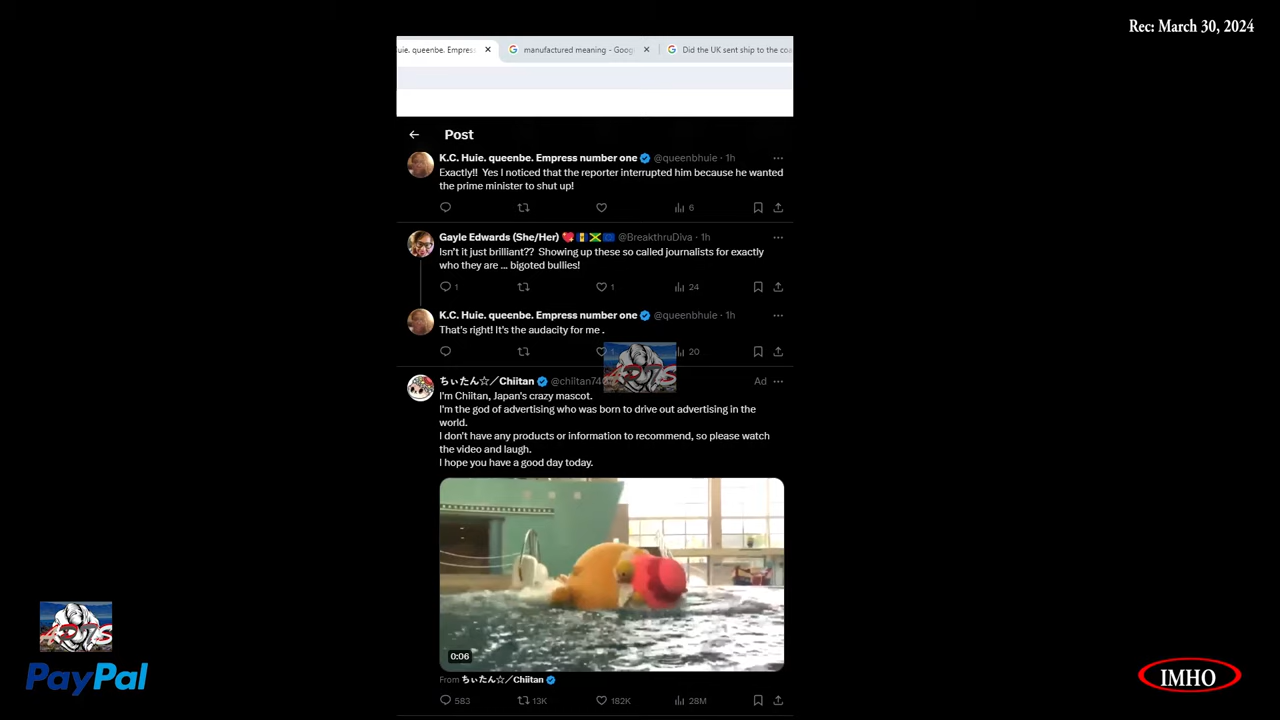 Rec: March 30, 2024
uie. queenbe. Empres
manufactured meaning - Goog
Did the UK sent ship to the coa
Post
K.C. Huie. queenbe. Empress number one @queenbhuie · 1h
Exactly!! Yes I noticed that the reporter interrupted him because he wanted
the prime minister to shut up!
6
Gayle Edwards (She/Her) @BreakthruDiva · 1h
Isn't it just brilliant?? Showing up these so called journalists for exactly
who they are ... bigoted bullies!
1 1 24
K.C. Huie. queenbe. Empress number one @queenbhuie · 1h
That's right! It's the audacity for me .
1 20
ちぃたん☆/Chiitan @chiitan74 Ad
I'm Chiitan, Japan's crazy mascot.
I'm the god of advertising who was born to drive out advertising in the
world.
I don't have any products or information to recommend, so please watch
the video and laugh.
I hope you have a good day today.
0:06
From ちぃたん☆/Chiitan
583 13K 182K 28M
PayPal
IMHO